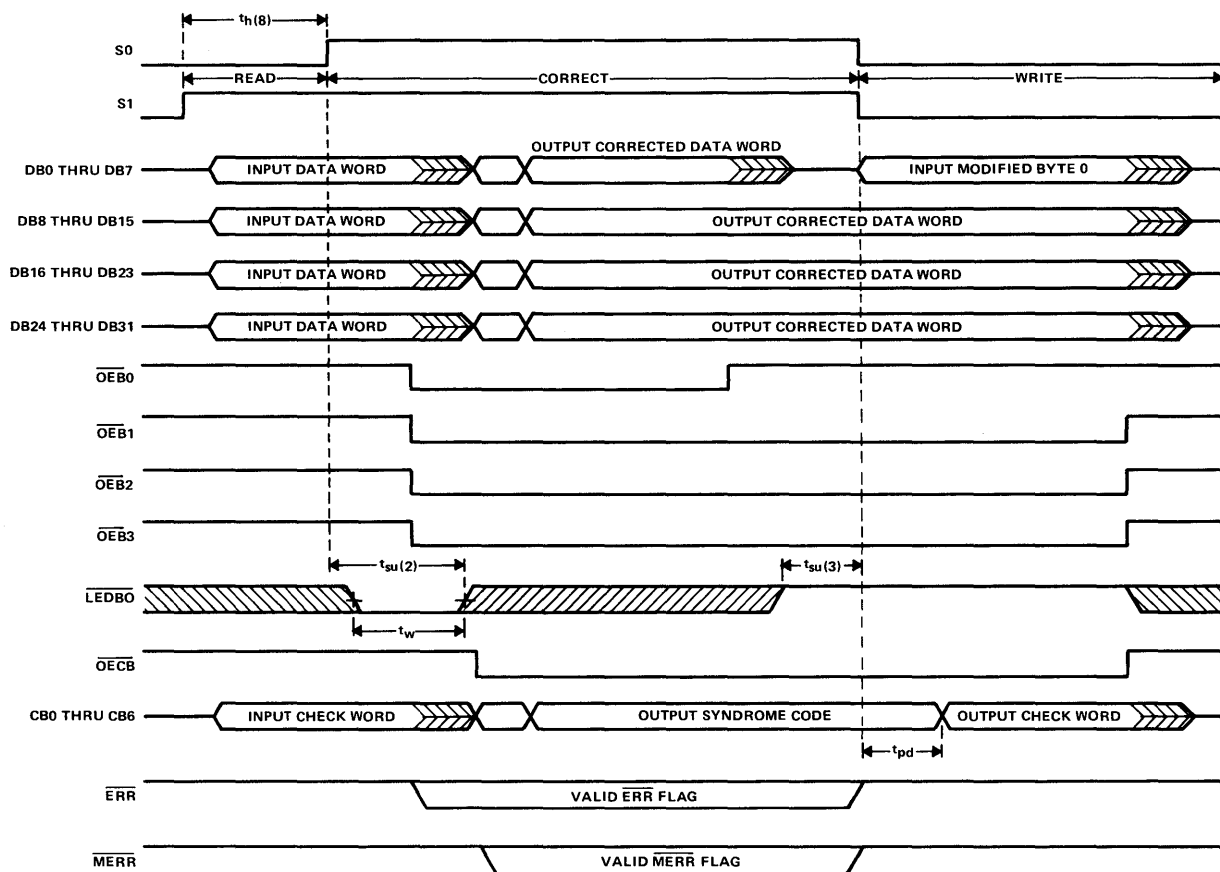 th(8)
S0
READ CORRECT WRITE
S1
OUTPUT CORRECTED DATA WORD
DB0 THRU DB7 INPUT DATA WORD INPUT MODIFIED BYTE 0
DB8 THRU DB15 INPUT DATA WORD OUTPUT CORRECTED DATA WORD
DB16 THRU DB23 INPUT DATA WORD OUTPUT CORRECTED DATA WORD
DB24 THRU DB31 INPUT DATA WORD OUTPUT CORRECTED DATA WORD
OEB0
OEB1
OEB2
OEB3
tsu(2) tsu(3)
LEDBO
tw
OECB
CB0 THRU CB6 INPUT CHECK WORD OUTPUT SYNDROME CODE OUTPUT CHECK WORD
tpd
ERR VALID ERR FLAG
MERR VALID MERR FLAG